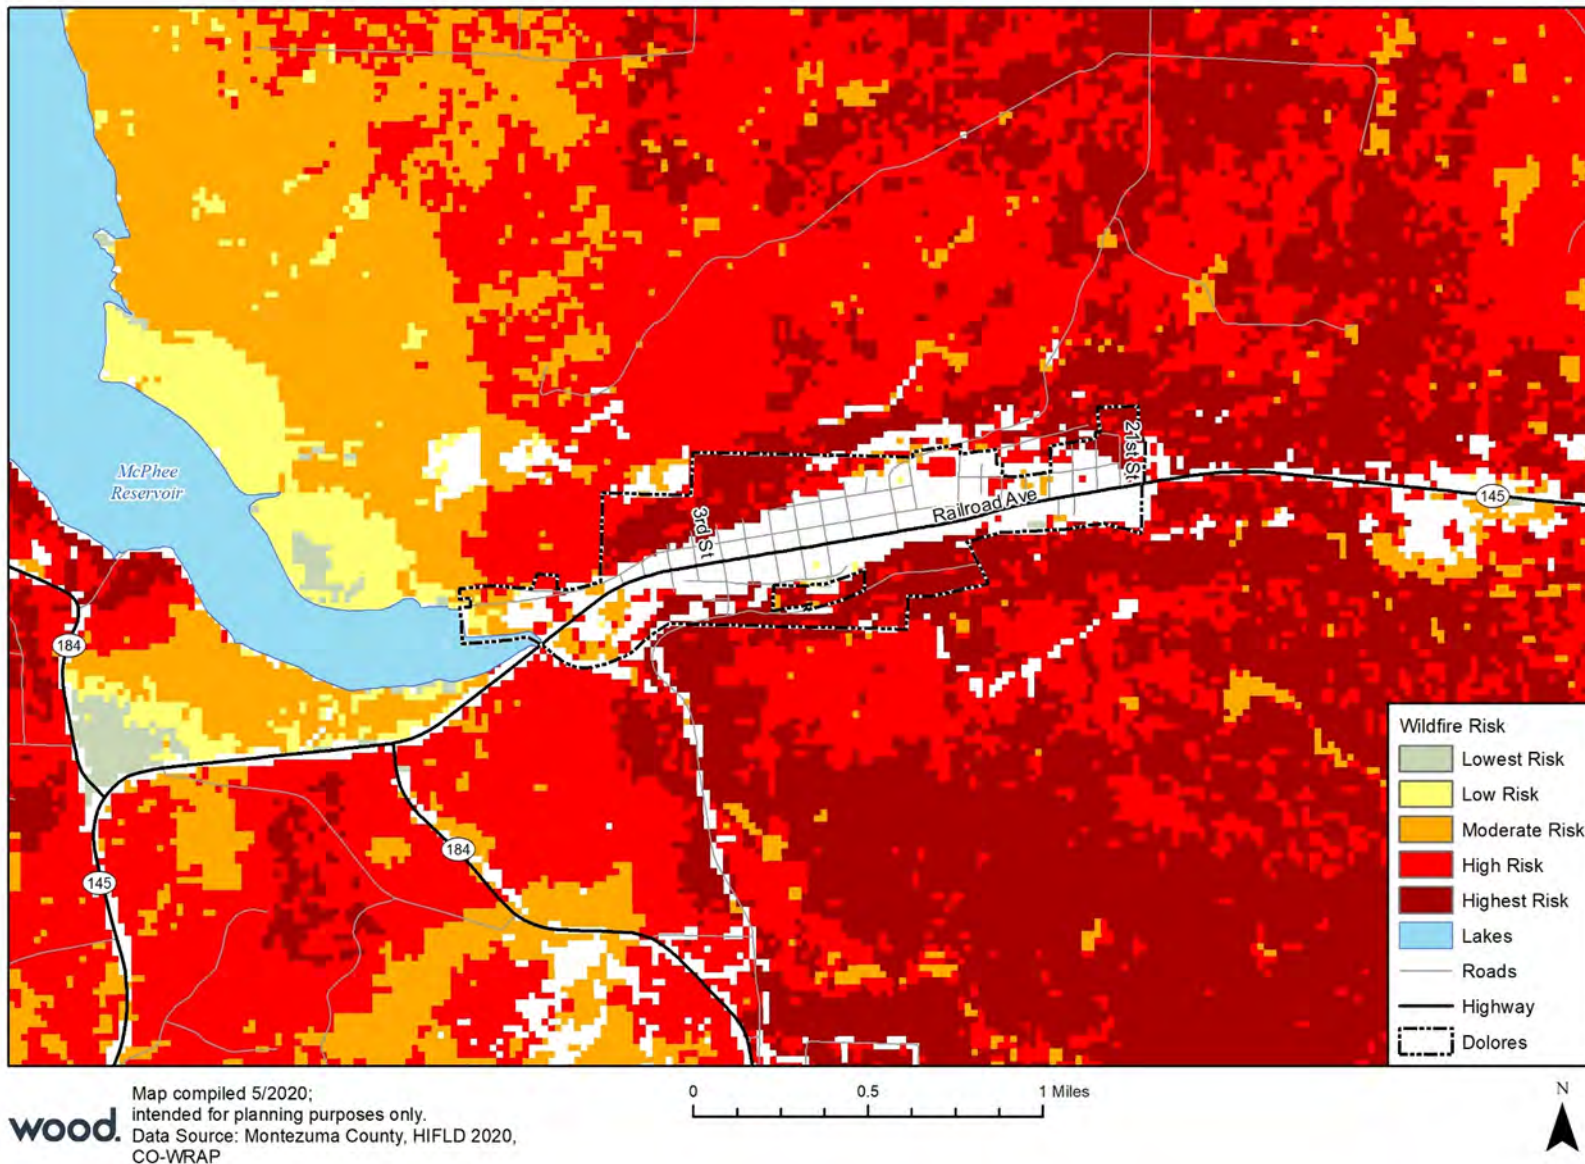 McPhee
Reservoir
3rd St
Railroad Ave
21st St
145
184
184
145
Wildfire Risk
Lowest Risk
Low Risk
Moderate Risk
High Risk
Highest Risk
Lakes
Roads
Highway
Dolores
wood.
Map compiled 5/2020;
intended for planning purposes only.
Data Source: Montezuma County, HIFLD 2020,
CO-WRAP
0 0.5 1 Miles
N